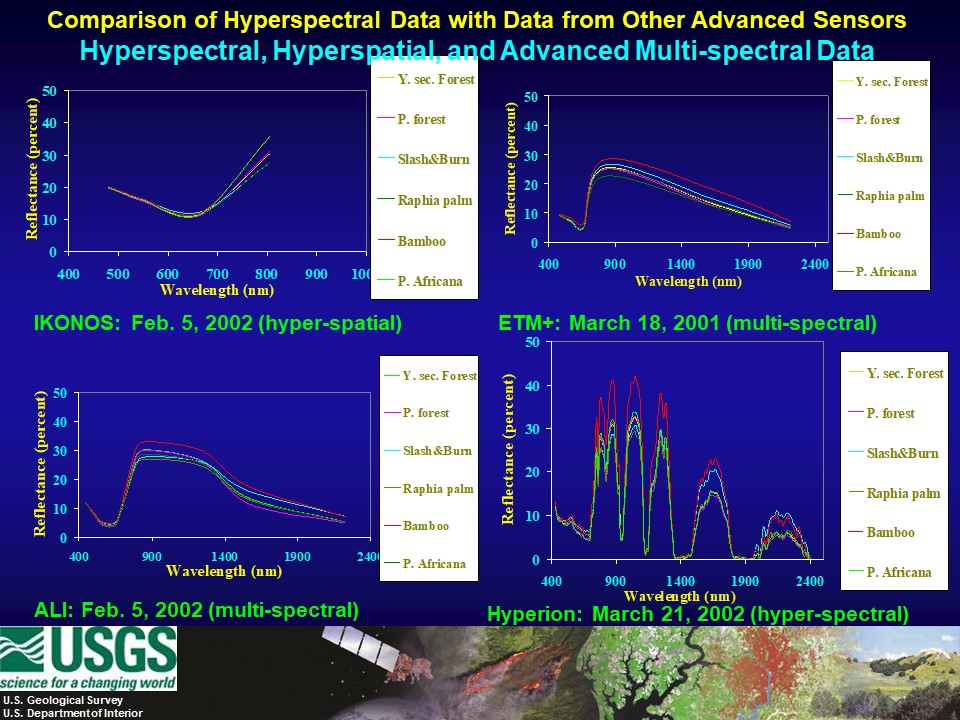 Comparison of Hyperspectral Data with Data from Other Advanced Sensors
Hyperspectral, Hyperspatial, and Advanced Multi-spectral Data
Reflectance (percent)
50
40
30
20
10
0
400 500 600 700 800 900 100
Wavelength (nm)
Y. sec. Forest
P. forest
Slash&Burn
Raphia palm
Bamboo
P. Africana
IKONOS: Feb. 5, 2002 (hyper-spatial)
Reflectance (percent)
50
40
30
20
10
0
400 900 1400 1900 2400
Wavelength (nm)
Y. sec. Forest
P. forest
Slash&Burn
Raphia palm
Bamboo
P. Africana
ETM+: March 18, 2001 (multi-spectral)
Reflectance (percent)
50
40
30
20
10
0
400 900 1400 1900 240
Wavelength (nm)
Y. sec. Forest
P. forest
Slash&Burn
Raphia palm
Bamboo
P. Africana
ALI: Feb. 5, 2002 (multi-spectral)
Reflectance (percent)
50
40
30
20
10
0
400 900 1400 1900 2400
Wavelength (nm)
Y. sec. Forest
P. forest
Slash&Burn
Raphia palm
Bamboo
P. Africana
Hyperion: March 21, 2002 (hyper-spectral)
USGS
science for a changing world
U.S. Geological Survey
U.S. Department of Interior